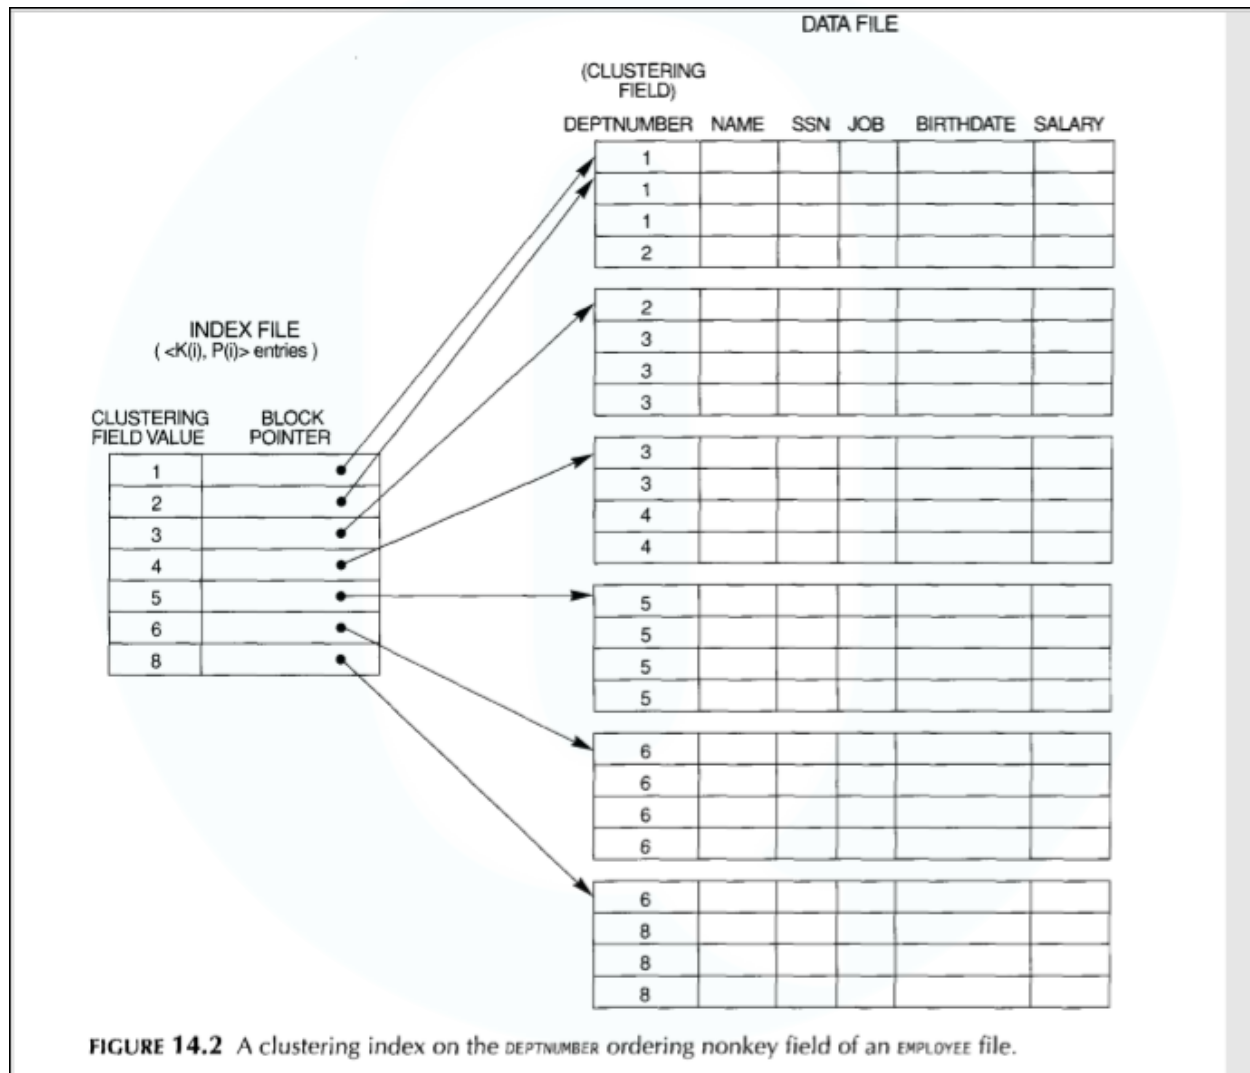 DATA FILE
(CLUSTERING
FIELD)
DEPTNUMBER NAME SSN JOB BIRTHDATE SALARY
1
1
1
2
2
3
3
3
3
3
4
4
5
5
5
5
6
6
6
6
6
8
8
8
INDEX FILE
( <K(i), P(i)> entries )
CLUSTERING
FIELD VALUE
BLOCK
POINTER
1
2
3
4
5
6
8
FIGURE 14.2 A clustering index on the DEPTNUMBER ordering nonkey field of an EMPLOYEE file.